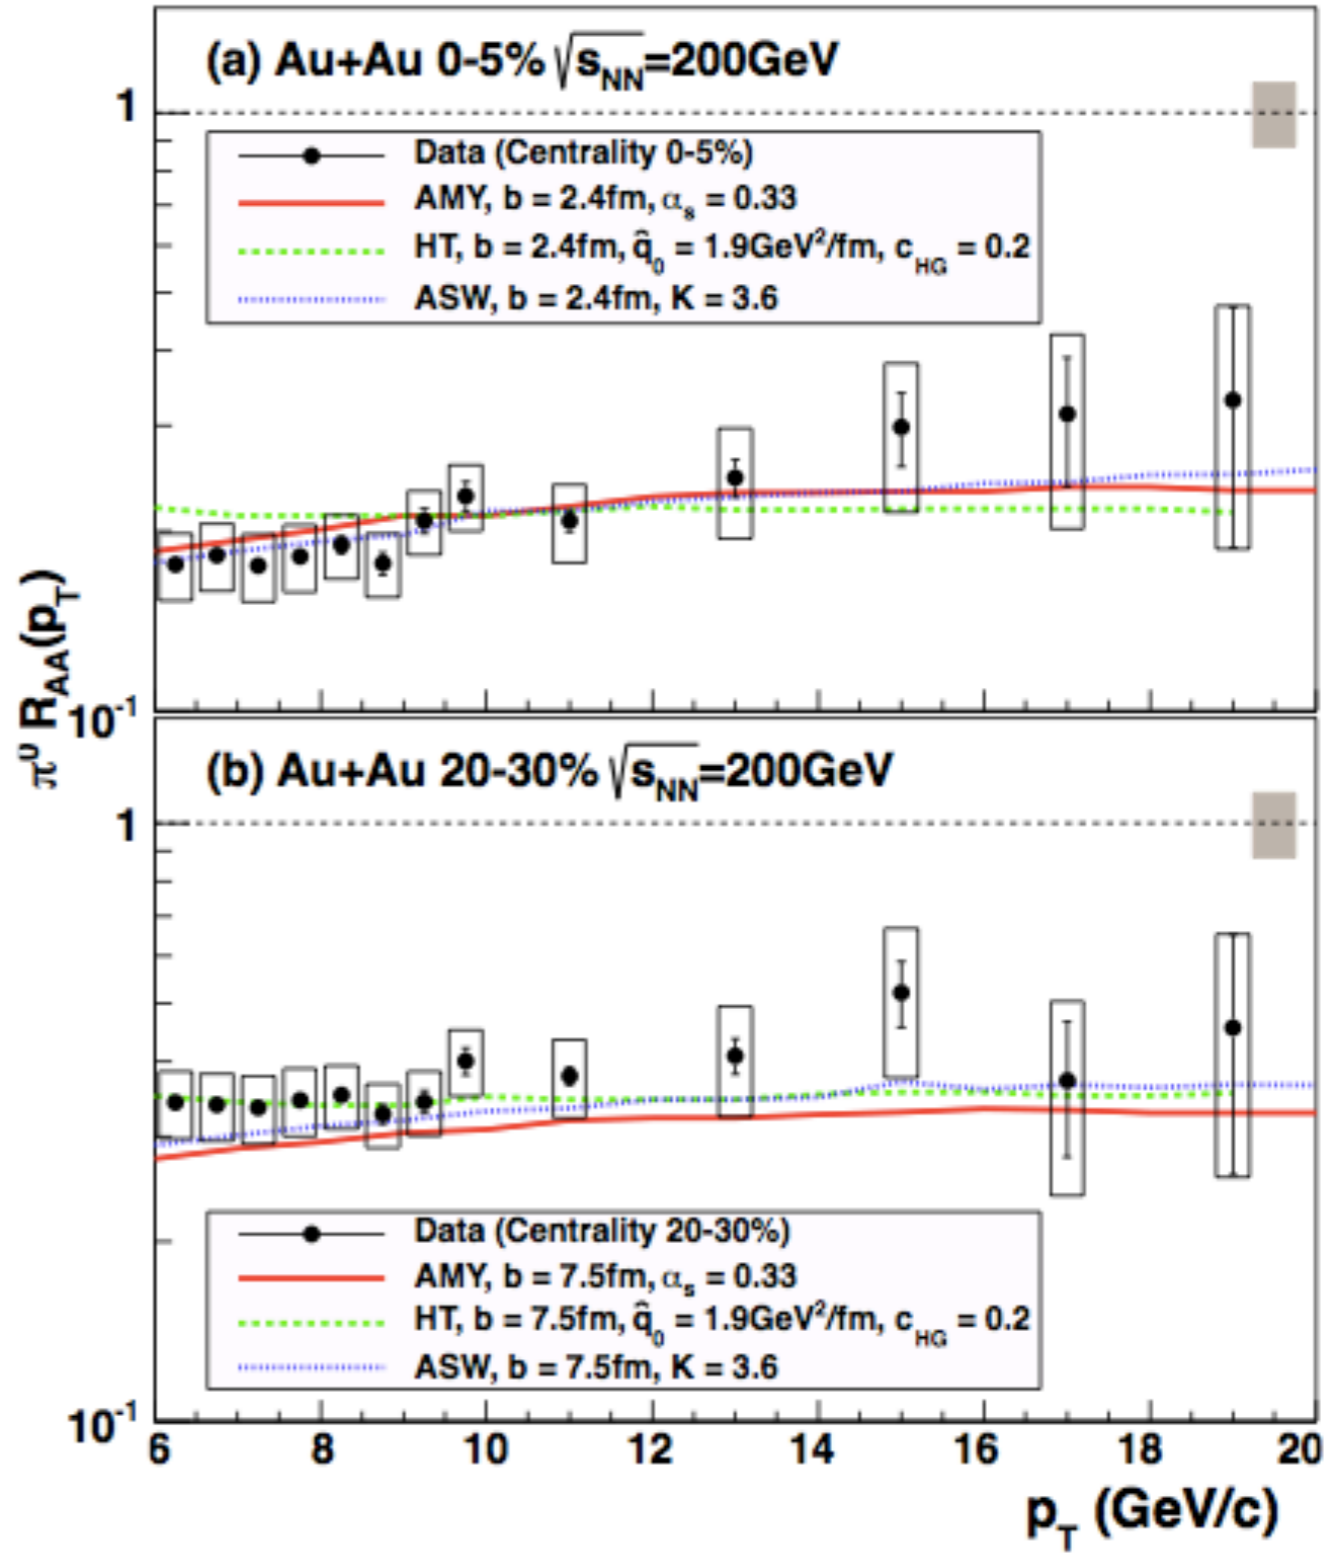 (a) Au+Au 0-5% √sNN=200GeV
1
Data (Centrality 0-5%)
AMY, b = 2.4fm, αs = 0.33
HT, b = 2.4fm, q̂0 = 1.9GeV²/fm, cHG = 0.2
ASW, b = 2.4fm, K = 3.6
π⁰ RAA(pT)
10⁻¹
(b) Au+Au 20-30% √sNN=200GeV
1
Data (Centrality 20-30%)
AMY, b = 7.5fm, αs = 0.33
HT, b = 7.5fm, q̂0 = 1.9GeV²/fm, cHG = 0.2
ASW, b = 7.5fm, K = 3.6
10⁻¹
6 8 10 12 14 16 18 20
pT (GeV/c)